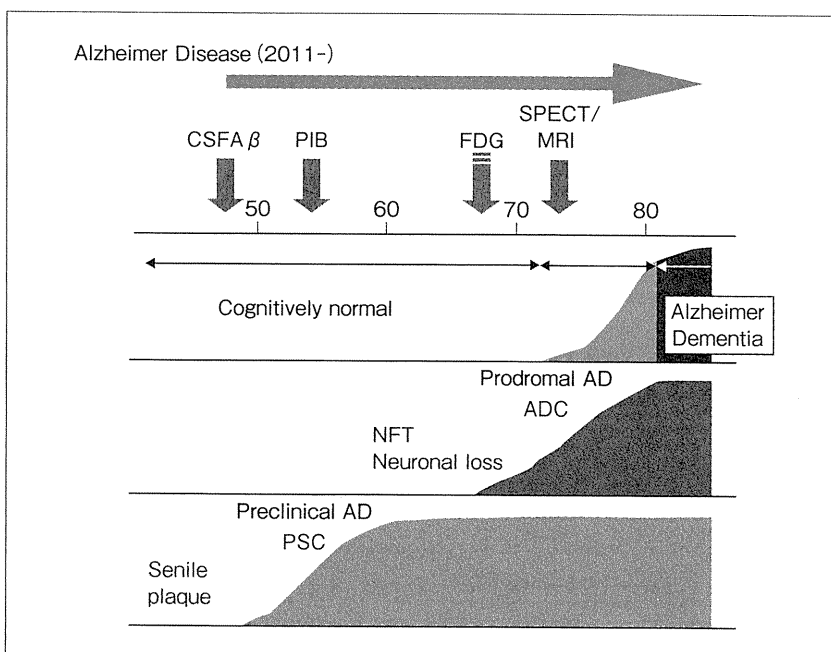 Alzheimer Disease (2011-)
SPECT/
CSFA β PIB FDG MRI
50 60 70 80
Cognitively normal
Alzheimer
Dementia
Prodromal AD
ADC
NFT
Neuronal loss
Preclinical AD
PSC
Senile
plaque